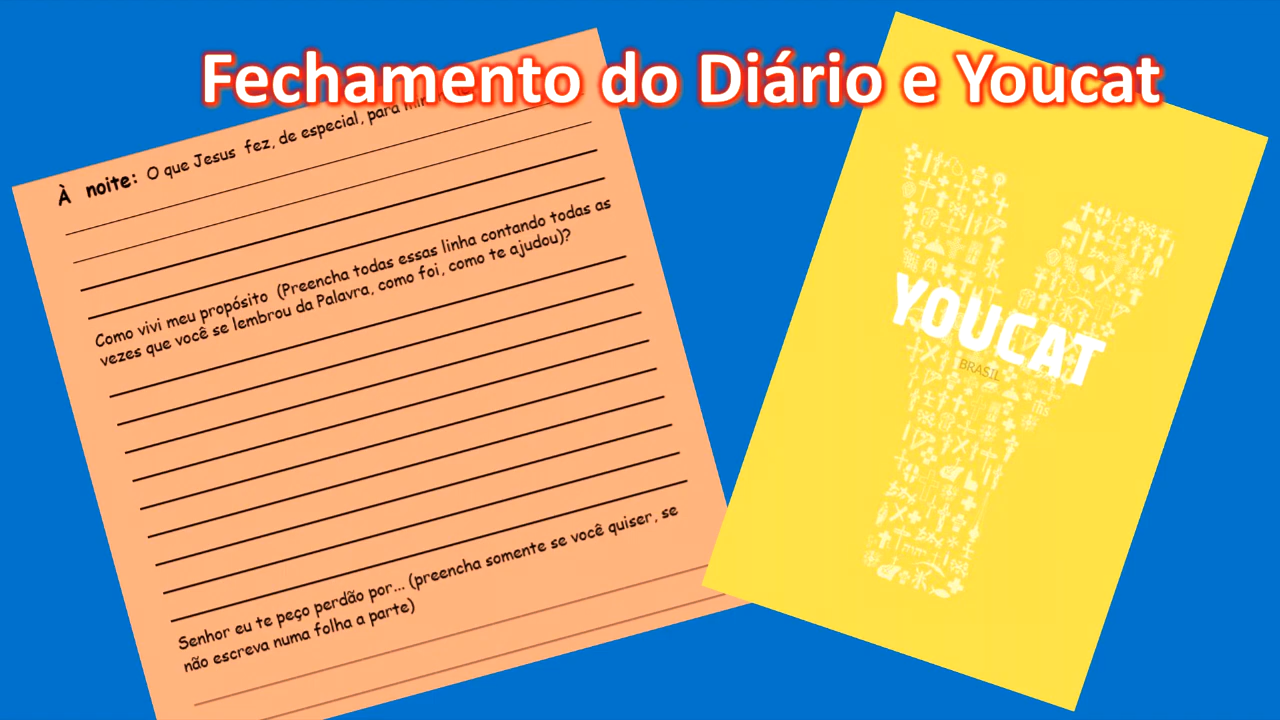 Fechamento do Diário e Youcat
À noite: O que Jesus fez, de especial, para
Como vivi meu propósito (Preencha todas essas linha contando todas as
vezes que você se lembrou da Palavra, como foi, como te ajudou)?
Senhor eu te peço perdão por... (preencha somente se você quiser, se
não escreva numa folha a parte)
YOUCAT
BRASIL